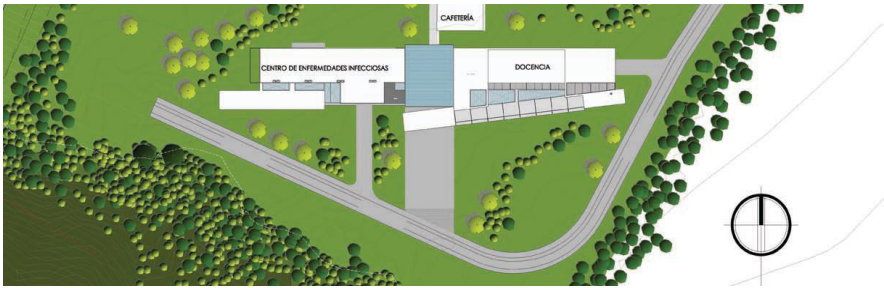 CAFETERÍA
CENTRO DE ENFERMEDADES INFECCIOSAS
DOCENCIA